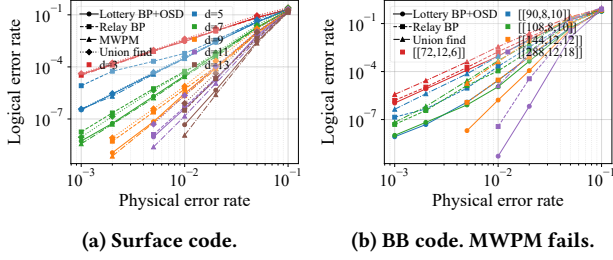 Logical error rate
10⁻¹
10⁻⁴
10⁻⁷
Lottery BP+OSD
Relay BP
MWPM
Union find
d=3
d=5
d=7
d=9
d=11
d=13
10⁻³
10⁻²
10⁻¹
Physical error rate
(a) Surface code.
Logical error rate
10⁻¹
10⁻⁴
10⁻⁷
Lottery BP+OSD
Relay BP
Union find
[[72,12,6]]
[[90,8,10]]
[[108,8,10]]
[[144,12,12]]
[[288,12,18]]
10⁻³
10⁻²
10⁻¹
Physical error rate
(b) BB code. MWPM fails.